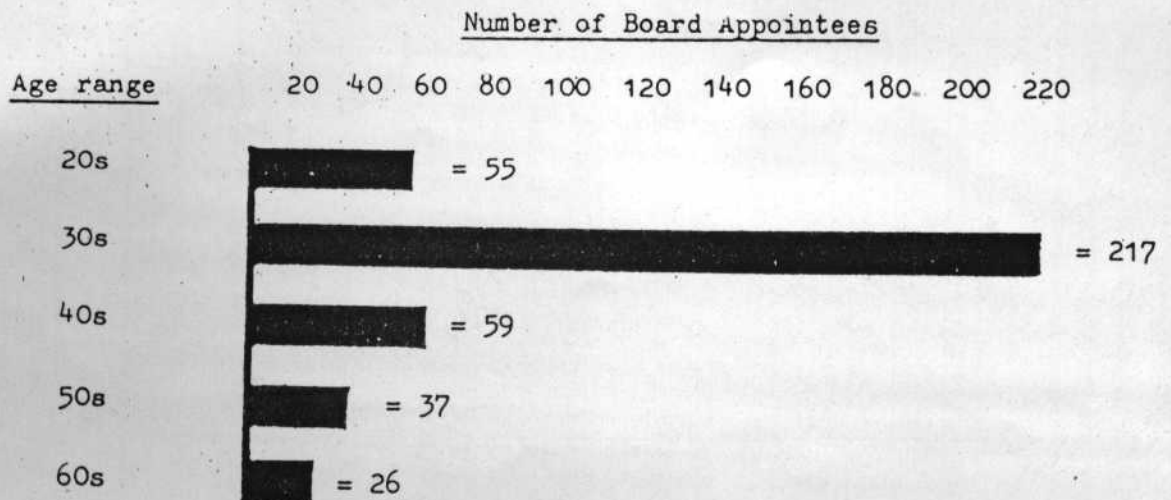 Number of Board Appointees
Age range 20 40 60 80 100 120 140 160 180 200 220
20s = 55
30s = 217
40s = 59
50s = 37
60s = 26